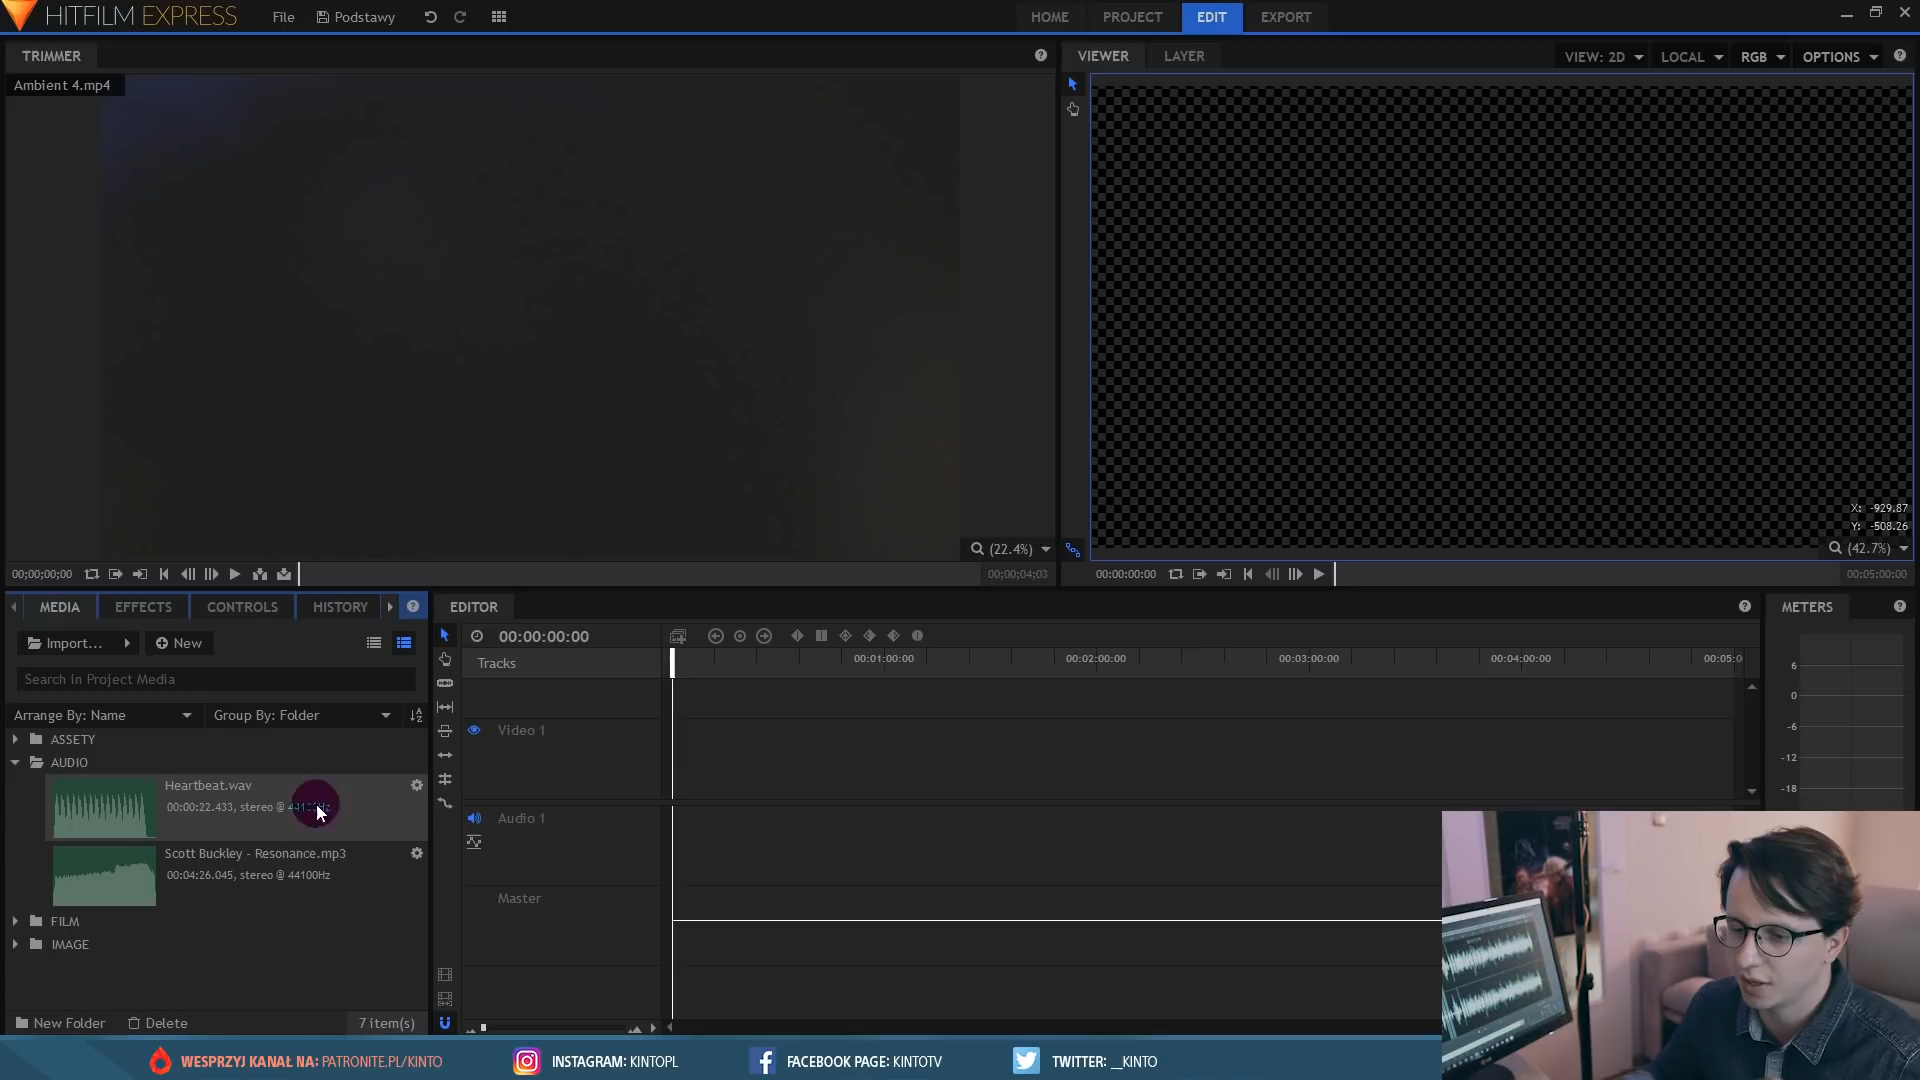 HITFILM EXPRESS
File
Podstawy
HOME
PROJECT
EDIT
EXPORT
TRIMMER
Ambient 4.mp4
VIEWER
LAYER
VIEW: 2D
LOCAL
RGB
OPTIONS
X: -929.87
Y: -508.26
(22.4%)
(42.7%)
00;00;00;00
00;00;04;03
00:00:00:00
00:05:00:00
MEDIA
EFFECTS
CONTROLS
HISTORY
Import...
New
Search in Project Media
Arrange By: Name
Group By: Folder
ASSETY
AUDIO
Heartbeat.wav
00:00:22.433, stereo @
Scott Buckley - Resonance.mp3
00:04:26.045, stereo @ 44100Hz
FILM
IMAGE
New Folder
Delete
7 item(s)
EDITOR
00:00:00:00
Tracks
00:01:00:00
00:02:00:00
00:03:00:00
00:04:00:00
00:05:0
Video 1
Audio 1
Master
METERS
6
0
-6
-12
-18
WESPRZYJ KANAŁ NA: PATRONITE.PL/KINTO
INSTAGRAM: KINTOPL
FACEBOOK PAGE: KINTOTV
TWITTER: __KINTO